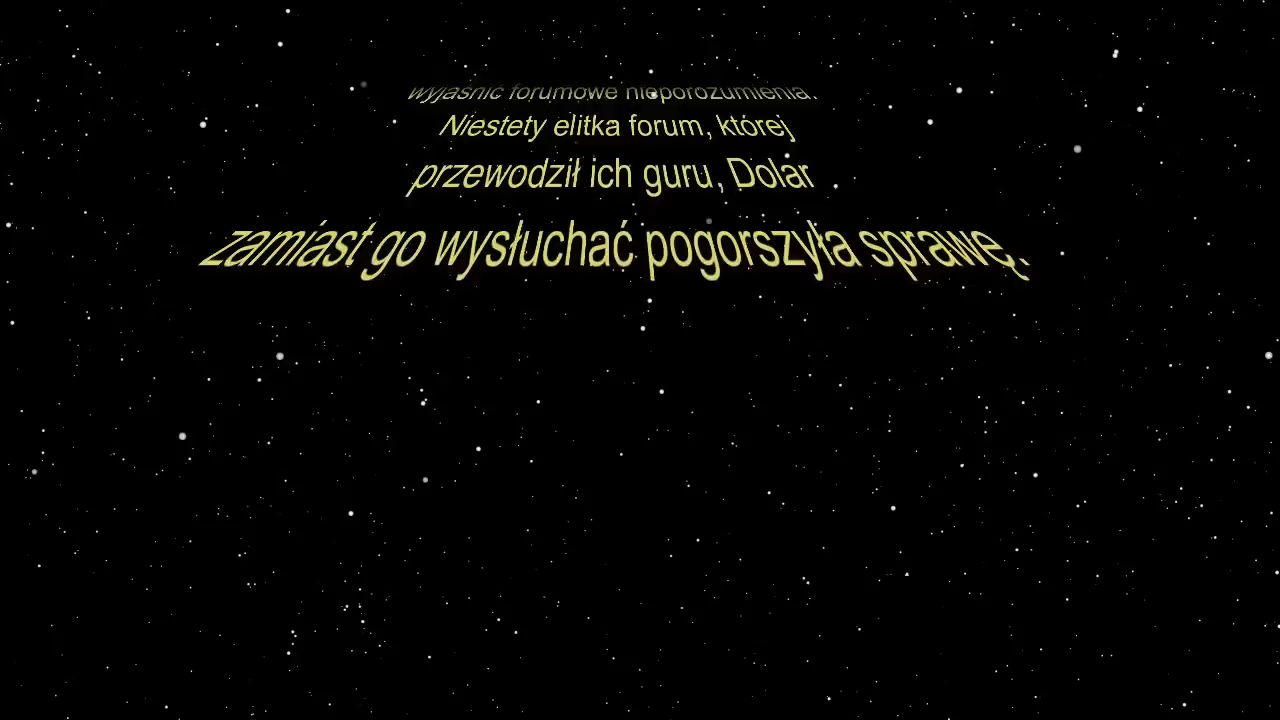 wyjaśnić forumowe nieporozumienia.
Niestety elitka forum, której
przewodził ich guru, Dolar
zamiast go wysłuchać pogorszyła sprawę.